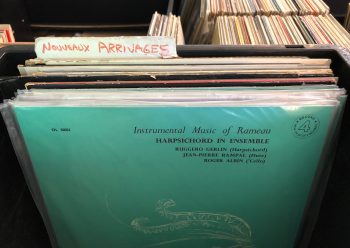 NOUVEAUX ARRIVAGES
Instrumental Music of Rameau
HARPSICHORD IN ENSEMBLE
RUGGERO GERLIN (Harpsichord)
JEAN-PIERRE RAMPAL (Flute)
ROGER ALBIN ('Cello)
4